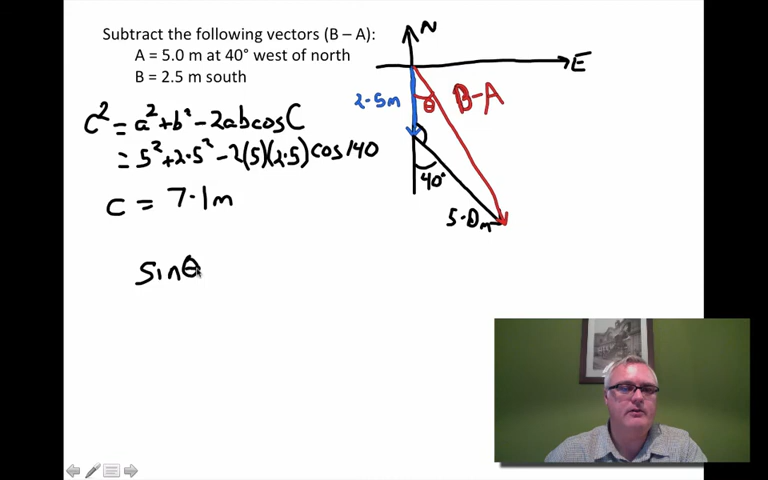 Subtract the following vectors (B – A):
A = 5.0 m at 40° west of north
B = 2.5 m south
c² = a² + b² - 2abcosC
= 5² + 2.5² - 2(5)(2.5)cos140
c = 7.1m
sinθ
N
E
2.5m
θ
B-A
40°
5.0m